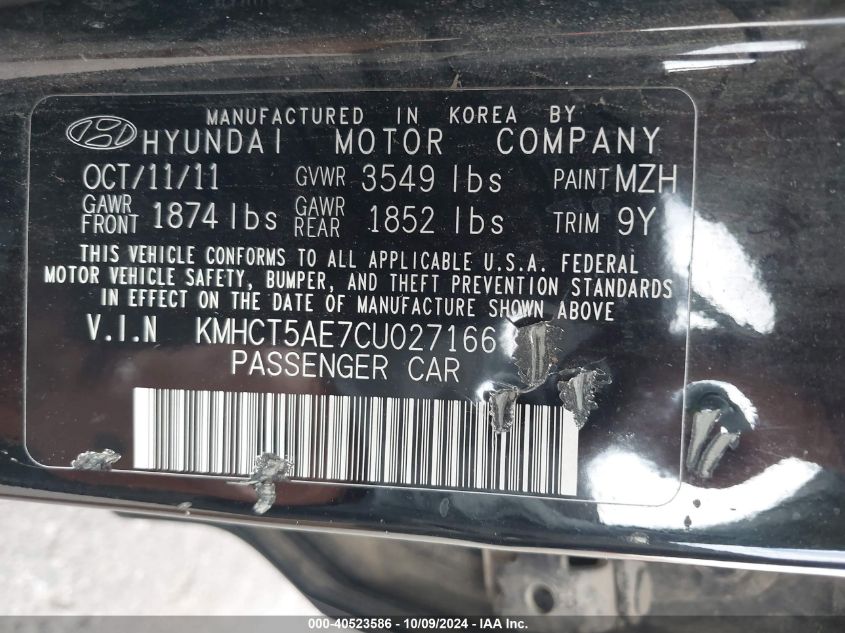 MANUFACTURED IN KOREA BY
HYUNDAI MOTOR COMPANY
OCT/11/11 GVWR 3549 lbs PAINT MZH
GAWR FRONT 1874 lbs GAWR REAR 1852 lbs TRIM 9Y
THIS VEHICLE CONFORMS TO ALL APPLICABLE U.S.A. FEDERAL
MOTOR VEHICLE SAFETY, BUMPER, AND THEFT PREVENTION STANDARDS
IN EFFECT ON THE DATE OF MANUFACTURE SHOWN ABOVE
V.I.N KMHCT5AE7CU027166
PASSENGER CAR
000-40523586 - 10/09/2024 - IAA Inc.